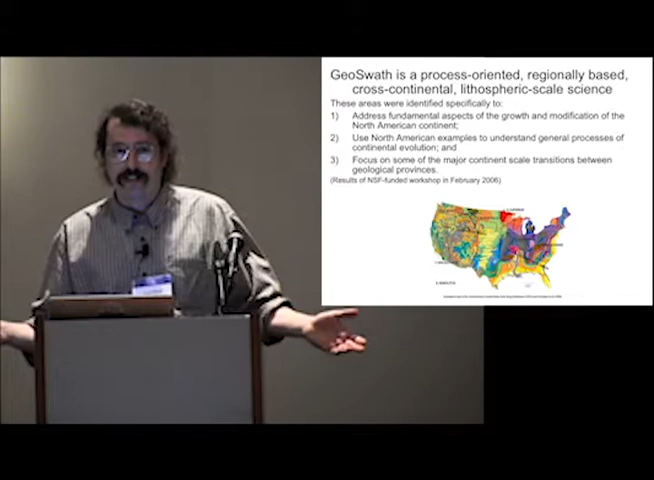 GeoSwath is a process-oriented, regionally based,
cross-continental, lithospheric-scale science
These areas were identified specifically to:
1) Address fundamental aspects of the growth and modification of the
North American continent;
2) Use North American examples to understand general processes of
continental evolution; and
3) Focus on some of the major continent scale transitions between
geological provinces.
(Results of NSF-funded workshop in February 2006)